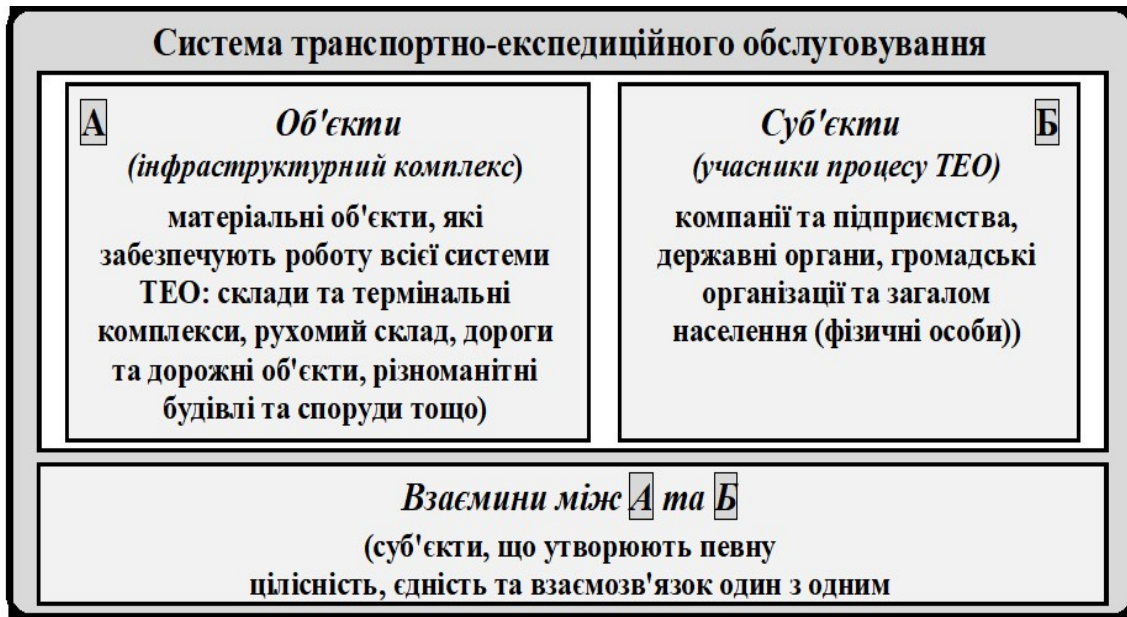 Система транспортно-експедиційного обслуговування
А
Об'єкти
(інфраструктурний комплекс)
матеріальні об'єкти, які
забезпечують роботу всієї системи
ТЕО: склади та термінальні
комплекси, рухомий склад, дороги
та дорожні об'єкти, різноманітні
будівлі та споруди тощо)
Суб'єкти
Б
(учасники процесу ТЕО)
компанії та підприємства,
державні органи, громадські
організації та загалом
населення (фізичні особи))
Взаємини між А та Б
(суб'єкти, що утворюють певну
цілісність, єдність та взаємозв'язок один з одним